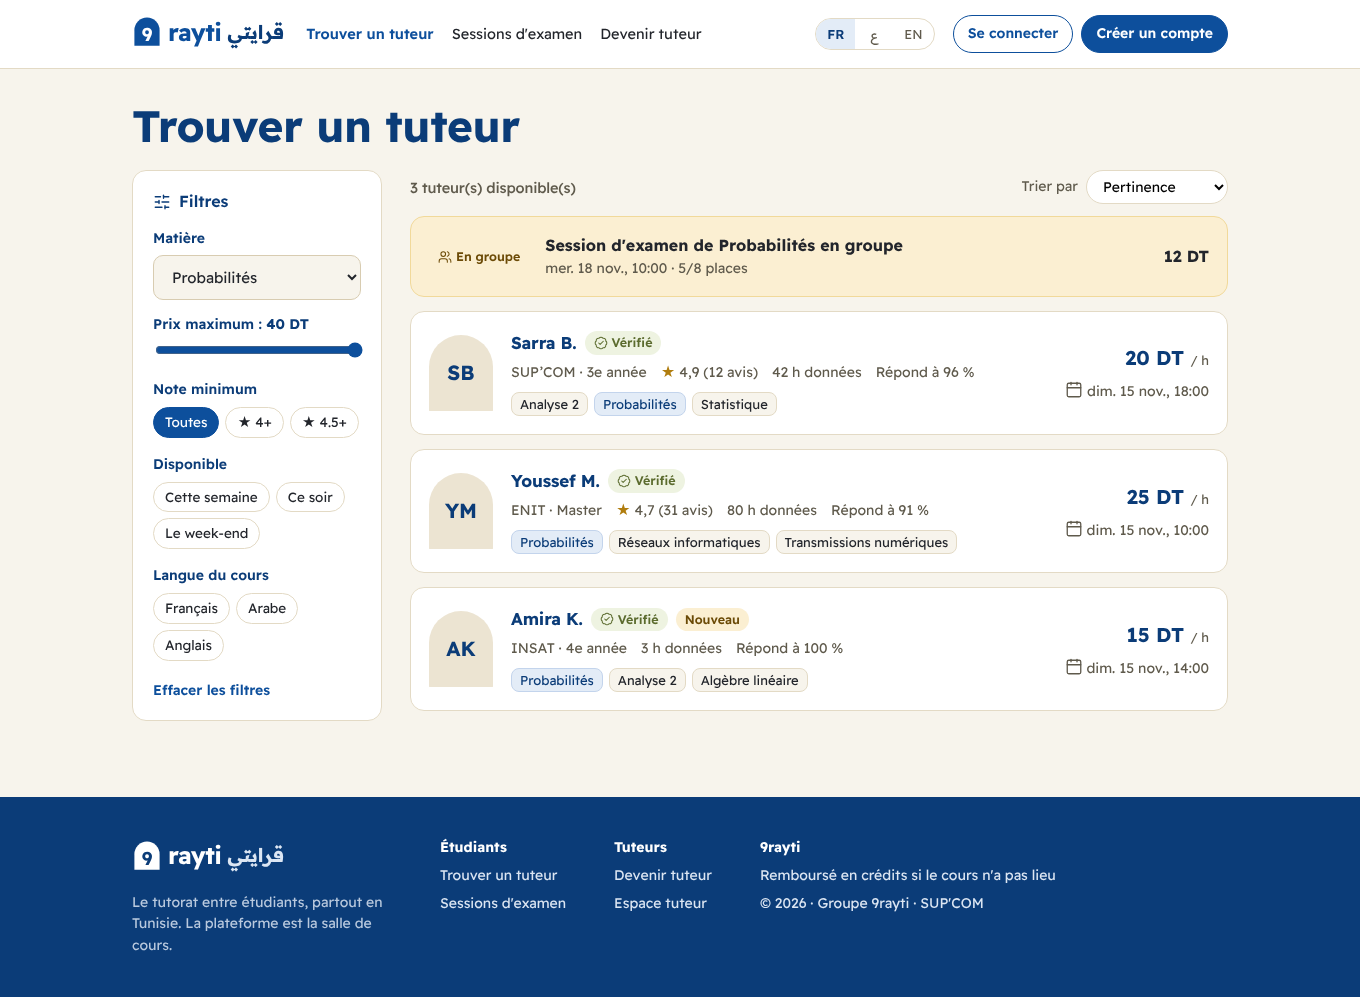 9 rayti قرايتي
Trouver un tuteur
Sessions d'examen
Devenir tuteur
FR
ع
EN
Se connecter
Créer un compte
Trouver un tuteur
Filtres
Matière
Probabilités
Prix maximum : 40 DT
Note minimum
Toutes
★ 4+
★ 4.5+
Disponible
Cette semaine
Ce soir
Le week-end
Langue du cours
Français
Arabe
Anglais
Effacer les filtres
3 tuteur(s) disponible(s)
Trier par
Pertinence
En groupe
Session d'examen de Probabilités en groupe
mer. 18 nov., 10:00 · 5/8 places
12 DT
SB
Sarra B.
Vérifié
SUP’COM · 3e année ★ 4,9 (12 avis) 42 h données Répond à 96 %
Analyse 2
Probabilités
Statistique
20 DT / h
dim. 15 nov., 18:00
YM
Youssef M.
Vérifié
ENIT · Master ★ 4,7 (31 avis) 80 h données Répond à 91 %
Probabilités
Réseaux informatiques
Transmissions numériques
25 DT / h
dim. 15 nov., 10:00
AK
Amira K.
Vérifié
Nouveau
INSAT · 4e année 3 h données Répond à 100 %
Probabilités
Analyse 2
Algèbre linéaire
15 DT / h
dim. 15 nov., 14:00
9 rayti قرايتي
Le tutorat entre étudiants, partout en
Tunisie. La plateforme est la salle de
cours.
Étudiants
Trouver un tuteur
Sessions d'examen
Tuteurs
Devenir tuteur
Espace tuteur
9rayti
Remboursé en crédits si le cours n'a pas lieu
© 2026 · Groupe 9rayti · SUP'COM